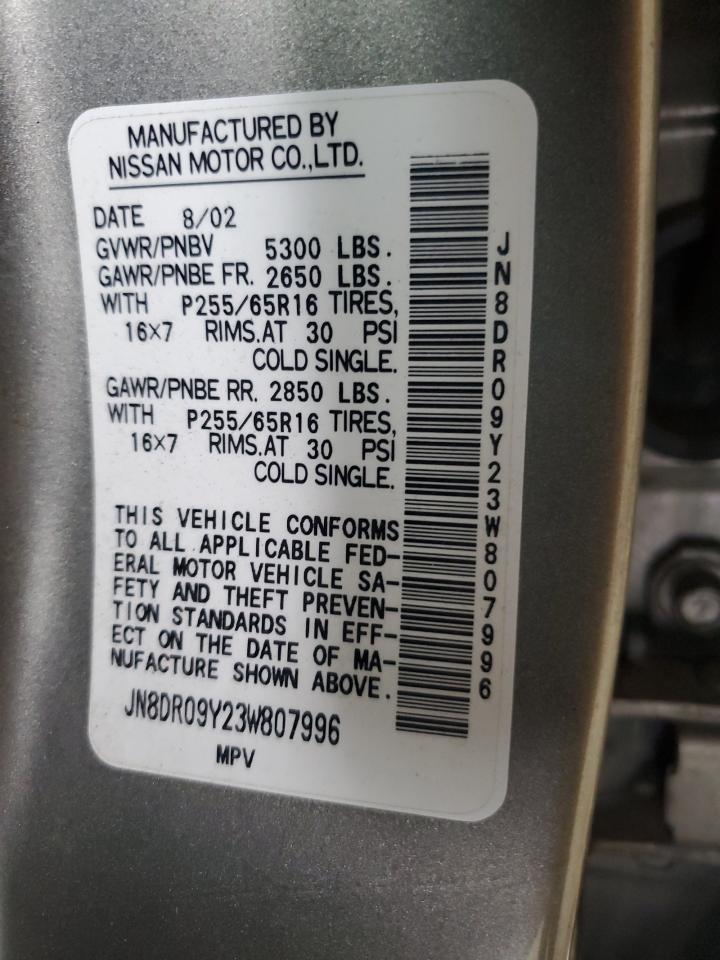 MANUFACTURED BY
NISSAN MOTOR CO.,LTD.
DATE 8/02
GVWR/PNBV 5300 LBS.
GAWR/PNBE FR. 2650 LBS.
WITH P255/65R16 TIRES,
16×7 RIMS.AT 30 PSI
COLD SINGLE.
GAWR/PNBE RR. 2850 LBS.
WITH P255/65R16 TIRES,
16×7 RIMS.AT 30 PSI
COLD SINGLE.
THIS VEHICLE CONFORMS
TO ALL APPLICABLE FED-
ERAL MOTOR VEHICLE SA-
FETY AND THEFT PREVEN-
TION STANDARDS IN EFF-
ECT ON THE DATE OF MA-
NUFACTURE SHOWN ABOVE.
JN8DR09Y23W807996
MPV
JN8DR09Y23W807996